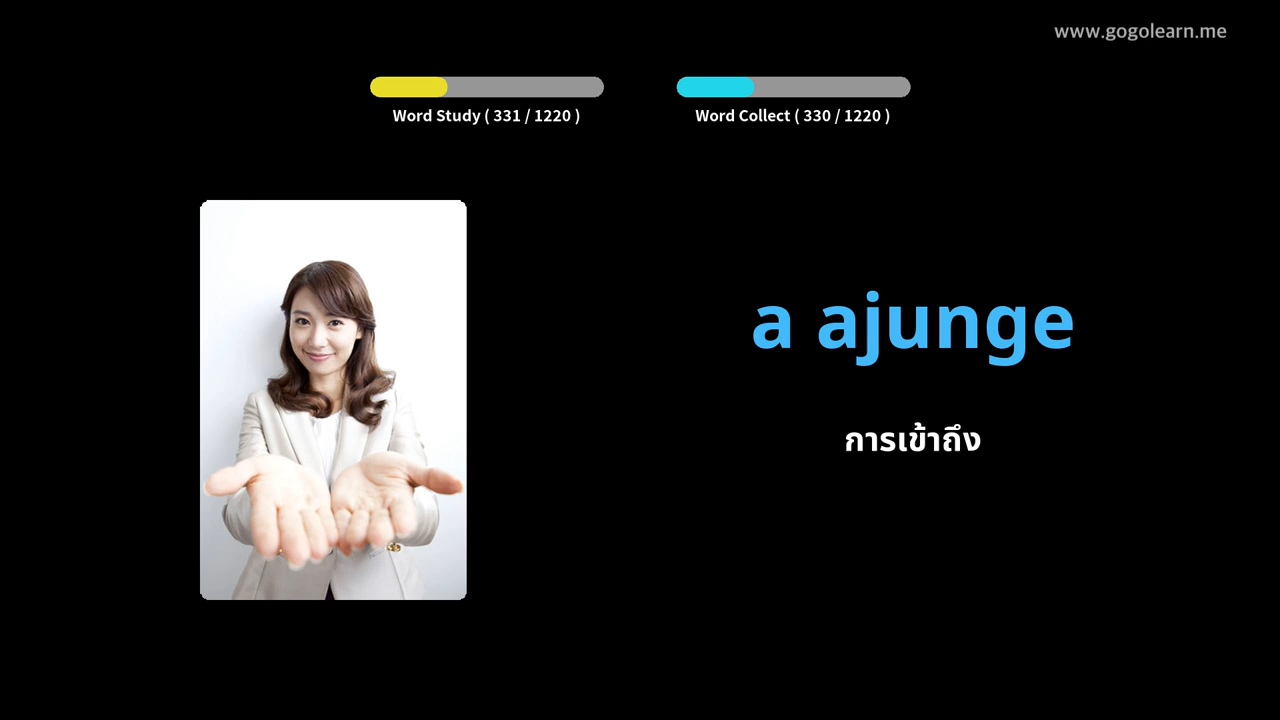 www.gogolearn.me
Word Study ( 331 / 1220 )
Word Collect ( 330 / 1220 )
a ajunge
การเข้าถึง